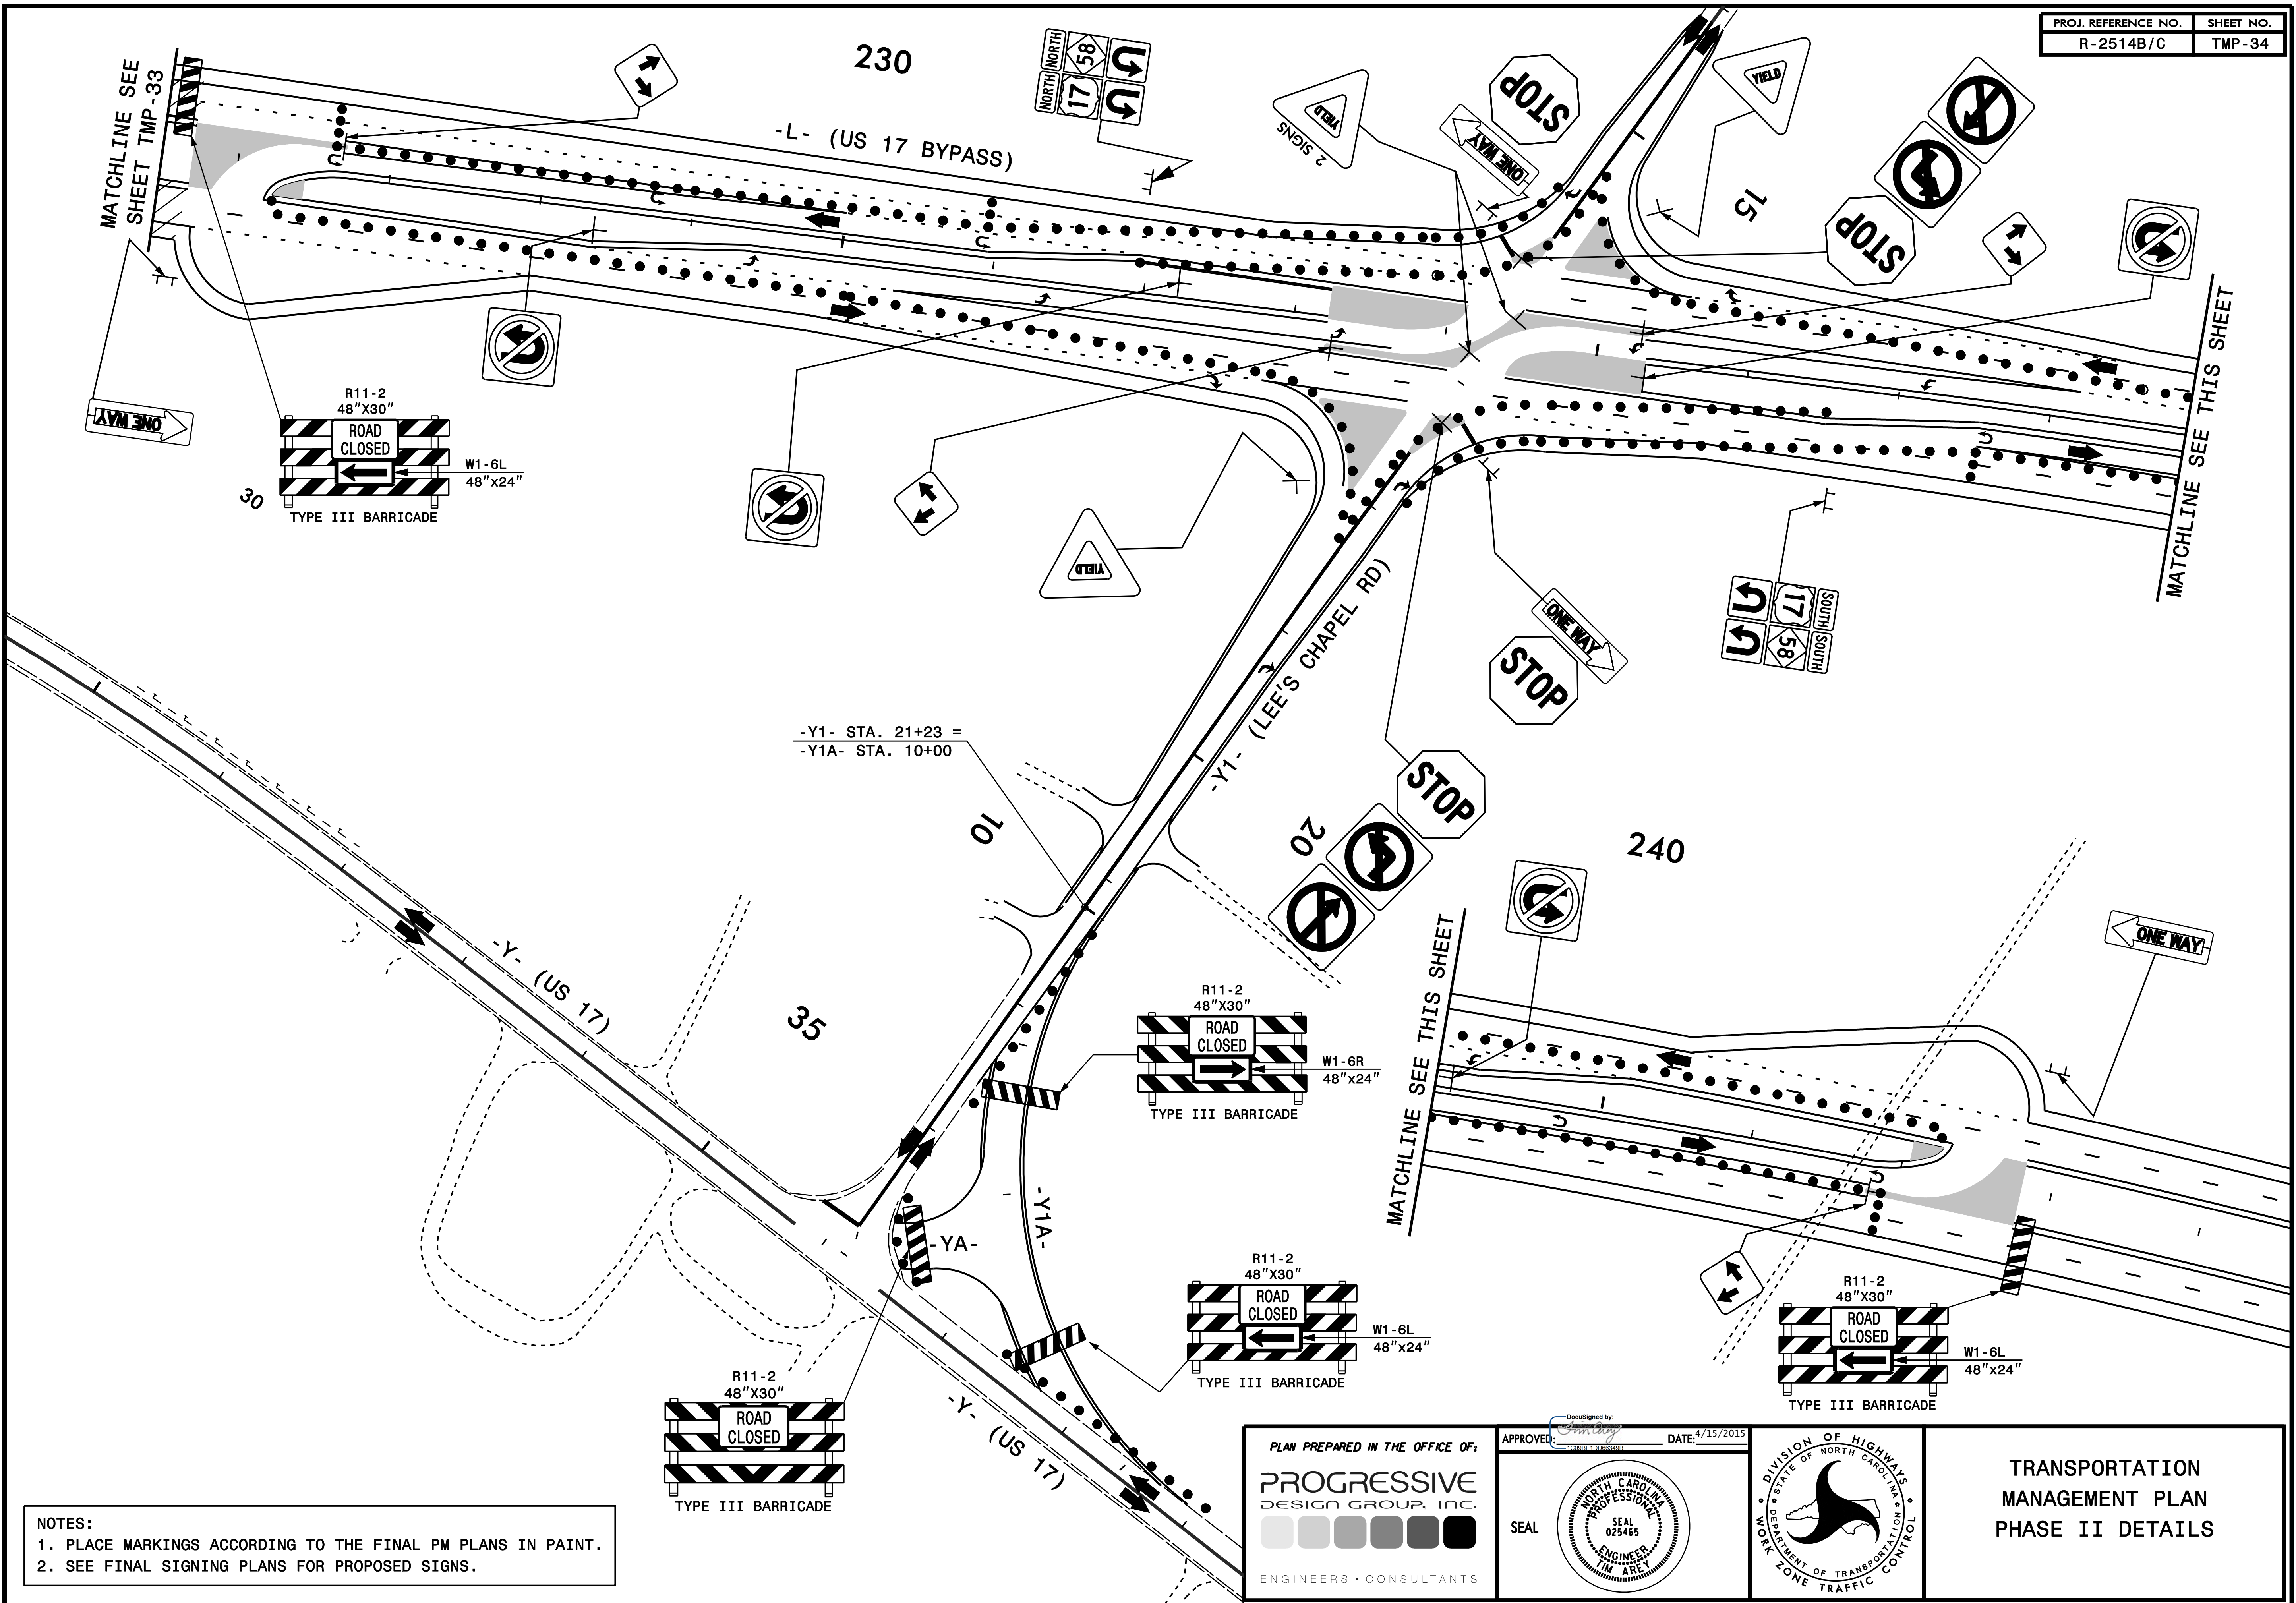 PROJ. REFERENCE NO. SHEET NO.
R-2514B/C TMP-34
MATCHLINE SEE
SHEET TMP-33
230
NORTH NORTH
17 58
-L- (US 17 BYPASS)
YIELD
2 SIGNS
STOP
ONE WAY
YIELD
15
STOP
MATCHLINE SEE THIS SHEET
ONE WAY
R11-2
48"X30"
ROAD
CLOSED
W1-6L
48"x24"
TYPE III BARRICADE
30
YIELD
ONE WAY
STOP
SOUTH SOUTH
17 58
-Y1- (LEE'S CHAPEL RD)
-Y1- STA. 21+23 =
-Y1A- STA. 10+00
STOP
10
20
240
-Y- (US 17)
35
R11-2
48"X30"
ROAD
CLOSED
W1-6R
48"x24"
TYPE III BARRICADE
MATCHLINE SEE THIS SHEET
ONE WAY
-Y1A-
-YA-
R11-2
48"X30"
ROAD
CLOSED
W1-6L
48"x24"
TYPE III BARRICADE
R11-2
48"X30"
ROAD
CLOSED
W1-6L
48"x24"
TYPE III BARRICADE
R11-2
48"X30"
ROAD
CLOSED
TYPE III BARRICADE
-Y- (US 17)
NOTES:
1. PLACE MARKINGS ACCORDING TO THE FINAL PM PLANS IN PAINT.
2. SEE FINAL SIGNING PLANS FOR PROPOSED SIGNS.
PLAN PREPARED IN THE OFFICE OF:
PROGRESSIVE
DESIGN GROUP, INC.
ENGINEERS • CONSULTANTS
DocuSigned by:
APPROVED: DATE: 4/15/2015
SEAL
NORTH CAROLINA
PROFESSIONAL
SEAL
025465
ENGINEER
TIM AREY
DIVISION OF HIGHWAYS
STATE OF NORTH CAROLINA
DEPARTMENT OF TRANSPORTATION
WORK ZONE TRAFFIC CONTROL
TRANSPORTATION
MANAGEMENT PLAN
PHASE II DETAILS